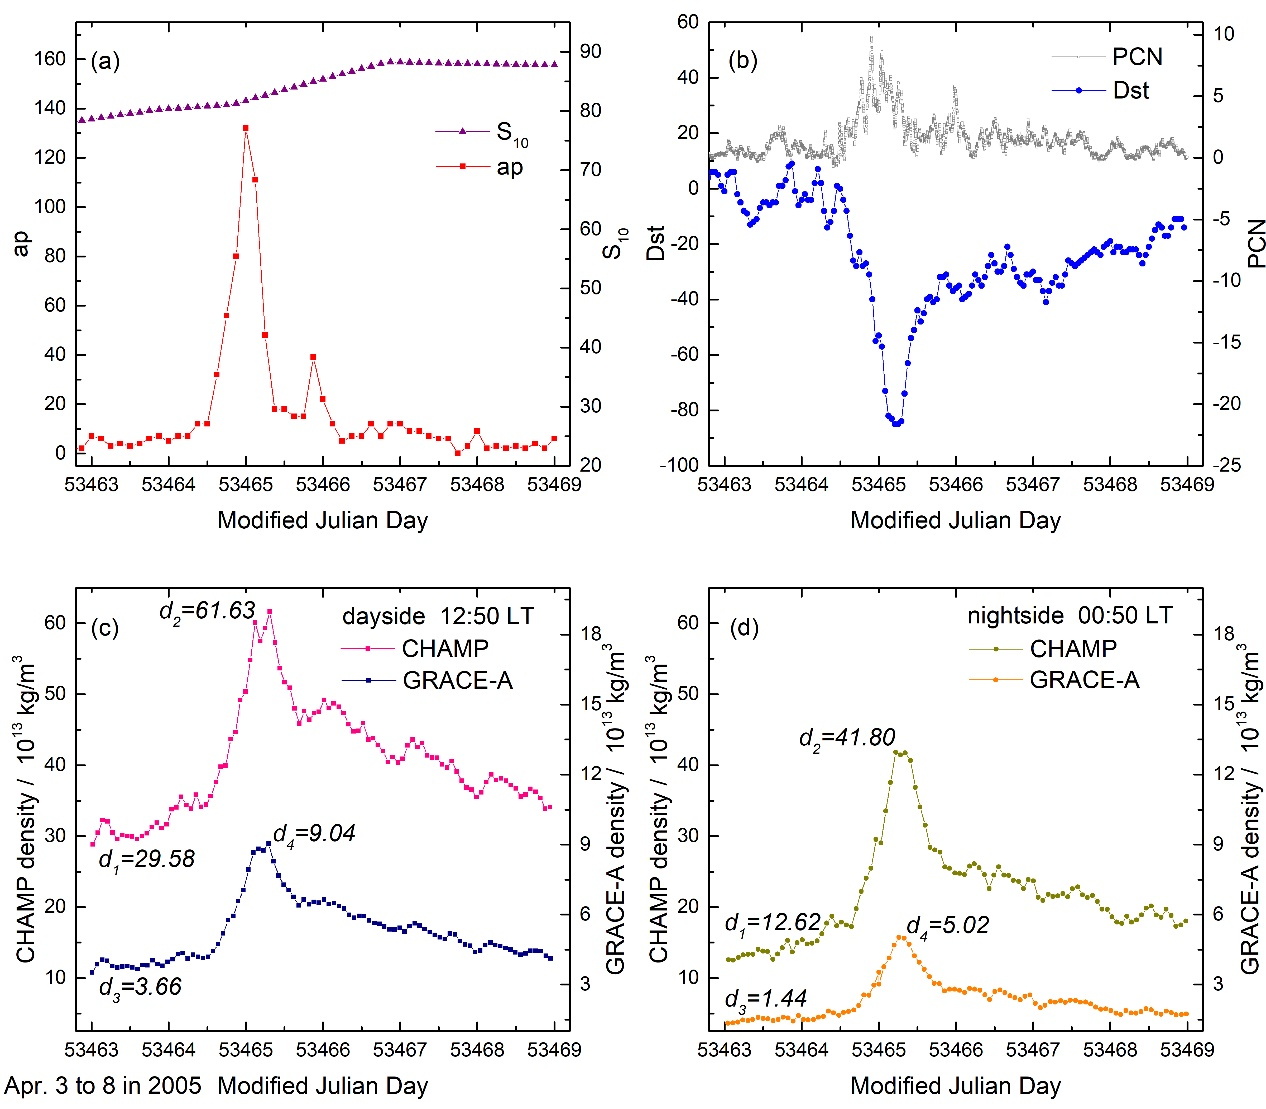 (a)
S10
ap
160
140
120
100
80
60
40
20
0
ap
90
80
70
60
50
40
30
20
S10
53463 53464 53465 53466 53467 53468 53469
Modified Julian Day
(b)
PCN
Dst
60
40
20
0
-20
-40
-60
-80
-100
Dst
10
5
0
-5
-10
-15
-20
-25
PCN
53463 53464 53465 53466 53467 53468 53469
Modified Julian Day
(c)
d2=61.63
dayside 12:50 LT
CHAMP
GRACE-A
d4=9.04
d1=29.58
d3=3.66
60
50
40
30
20
10
CHAMP density / 10^13 kg/m^3
18
15
12
9
6
3
GRACE-A density / 10^13 kg/m^3
53463 53464 53465 53466 53467 53468 53469
Apr. 3 to 8 in 2005 Modified Julian Day
(d)
nightside 00:50 LT
CHAMP
GRACE-A
d2=41.80
d1=12.62
d4=5.02
d3=1.44
60
50
40
30
20
10
CHAMP density / 10^13 kg/m^3
18
15
12
9
6
3
GRACE-A density / 10^13 kg/m^3
53463 53464 53465 53466 53467 53468 53469
Modified Julian Day